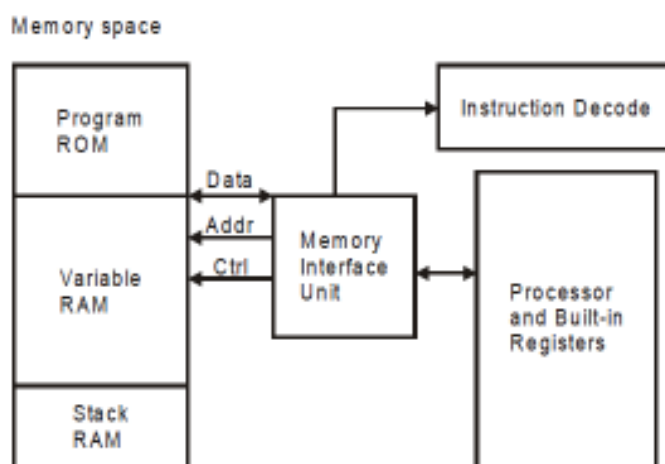 Memory space
Program
ROM
Instruction Decode
Data
Addr
Ctrl
Memory
Interface
Unit
Variable
RAM
Processor
and Built-in
Registers
Stack
RAM